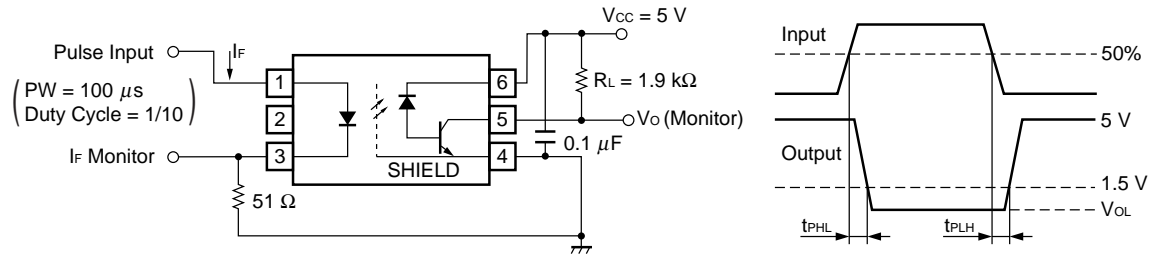 VCC = 5 V
Pulse Input
IF
(PW = 100 μs
Duty Cycle = 1/10)
1
6
RL = 1.9 kΩ
2
5
VO (Monitor)
IF Monitor
3
4
0.1 μF
SHIELD
51 Ω
Input
50%
5 V
Output
1.5 V
VOL
tPHL
tPLH